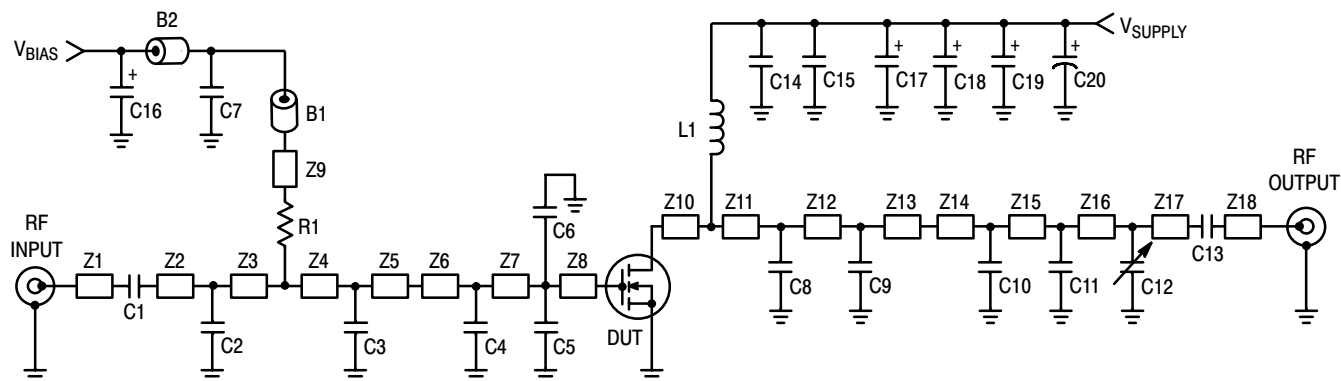 B2
VBIAS
+
C16
C7
B1
Z9
R1
RF
INPUT
Z1
C1
Z2
C2
Z3
Z4
C3
Z5
Z6
C4
Z7
C6
C5
Z8
DUT
L1
VSUPPLY
C14
C15
+
C17
+
C18
+
C19
+
C20
Z10
Z11
C8
Z12
C9
Z13
Z14
C10
Z15
C11
Z16
C12
Z17
C13
Z18
RF
OUTPUT